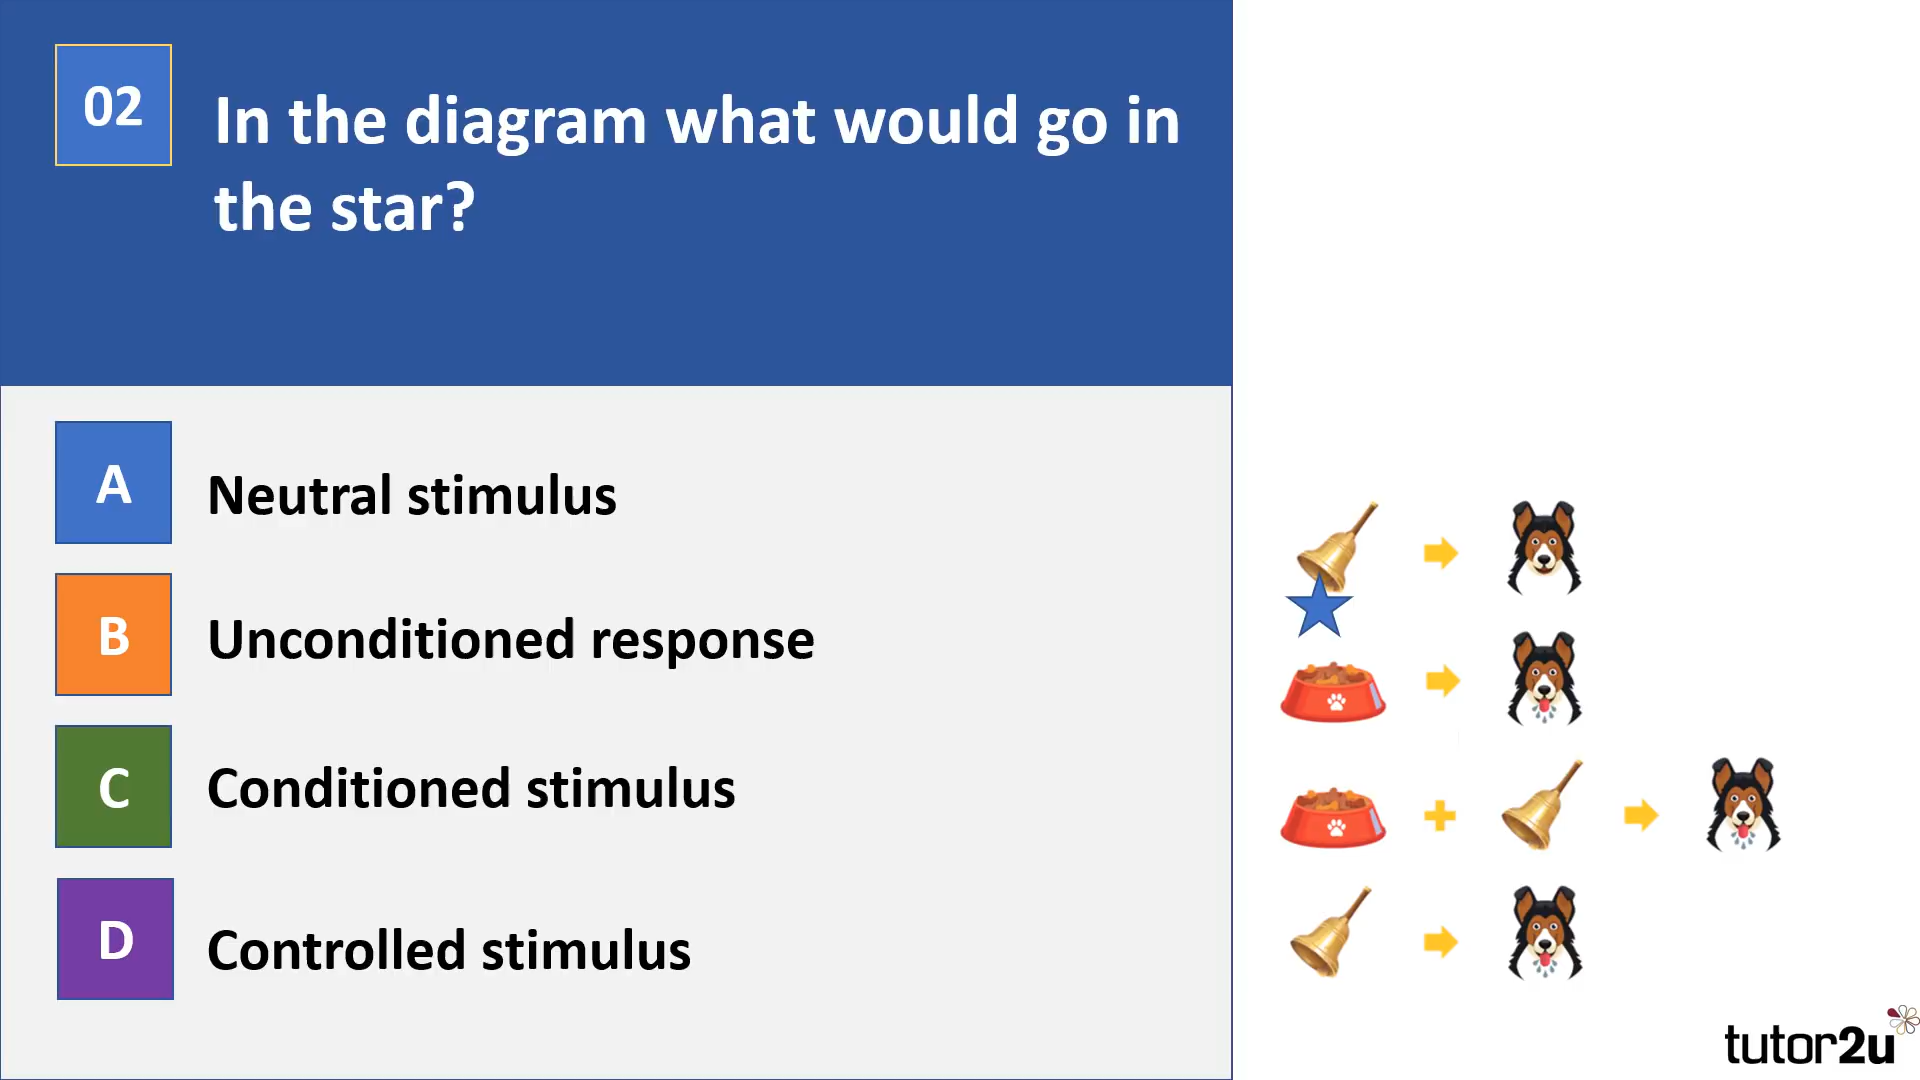 02
In the diagram what would go in
the star?
A
Neutral stimulus
B
Unconditioned response
C
Conditioned stimulus
D
Controlled stimulus
tutor2u